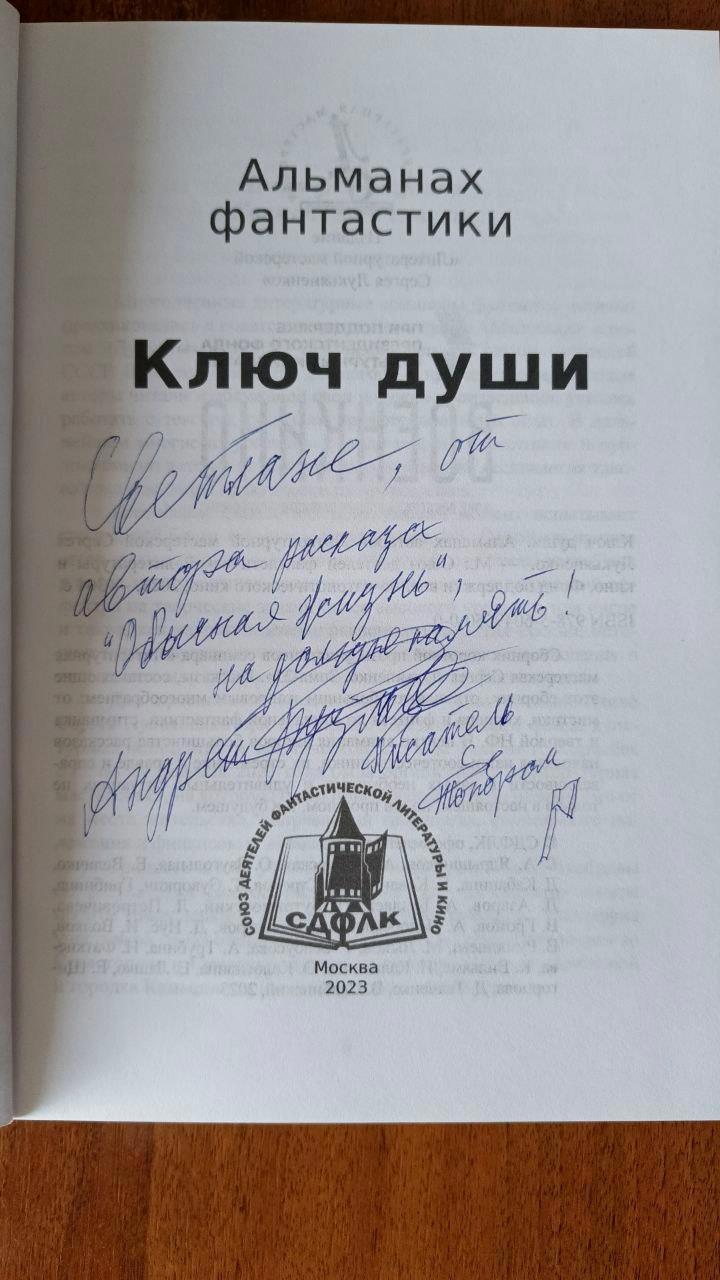 Альманах
фантастики
Ключ души
Светлане, от
автора рассказа
"Обычная жизнь",
на долгую память!
Андрей
писатель
с
топором
СОЮЗ ДЕЯТЕЛЕЙ ФАНТАСТИЧЕСКОЙ ЛИТЕРАТУРЫ И КИНО
СДФЛК
Москва
2023